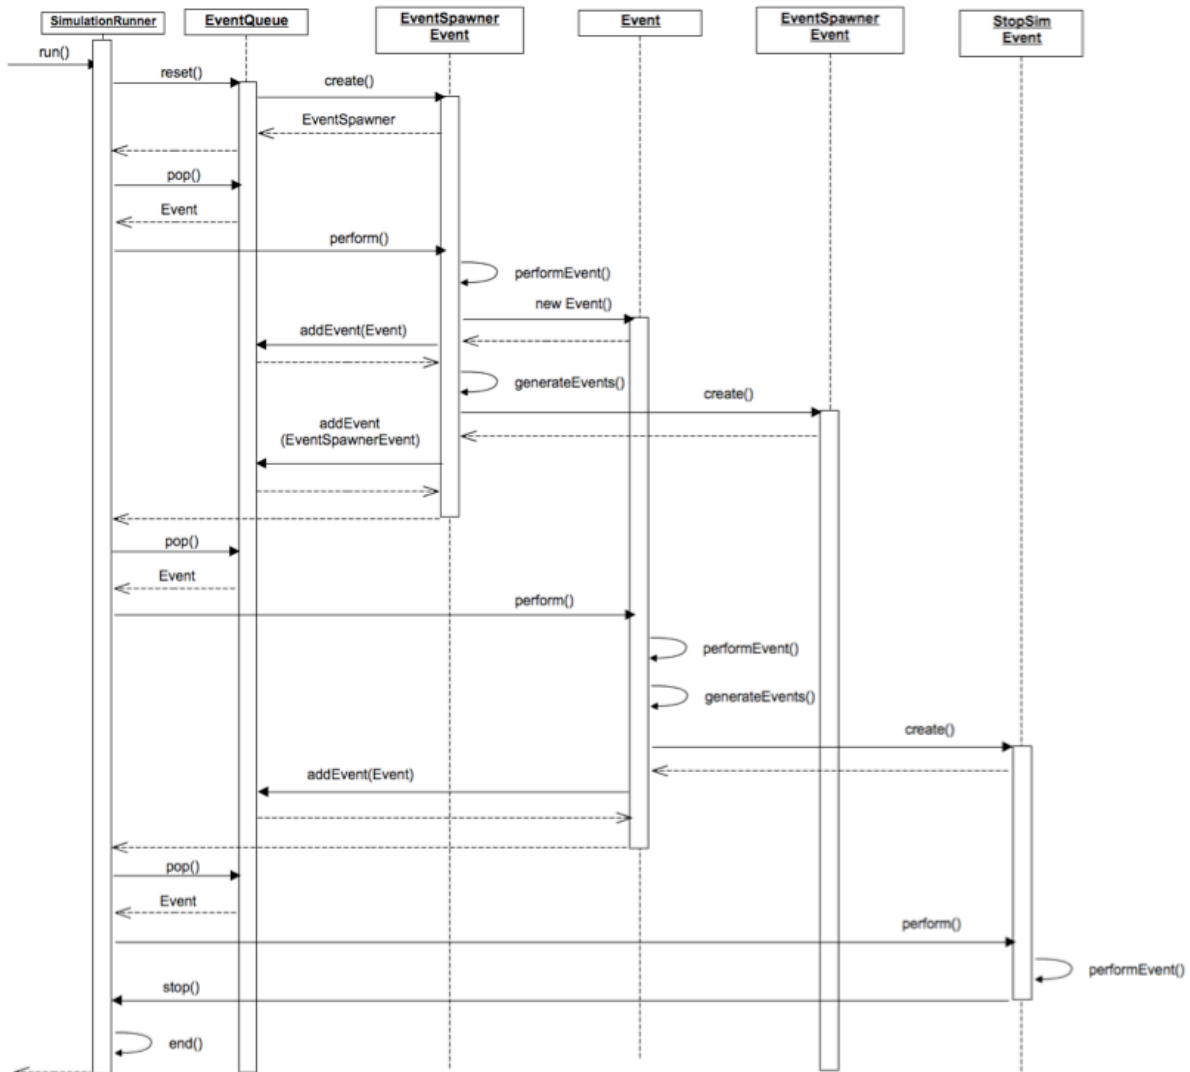 SimulationRunner
EventQueue
EventSpawner
Event
Event
EventSpawner
Event
StopSim
Event
run()
reset()
create()
EventSpawner
pop()
Event
perform()
performEvent()
new Event()
addEvent(Event)
generateEvents()
create()
addEvent
(EventSpawnerEvent)
pop()
Event
perform()
performEvent()
generateEvents()
create()
addEvent(Event)
pop()
Event
perform()
performEvent()
stop()
end()